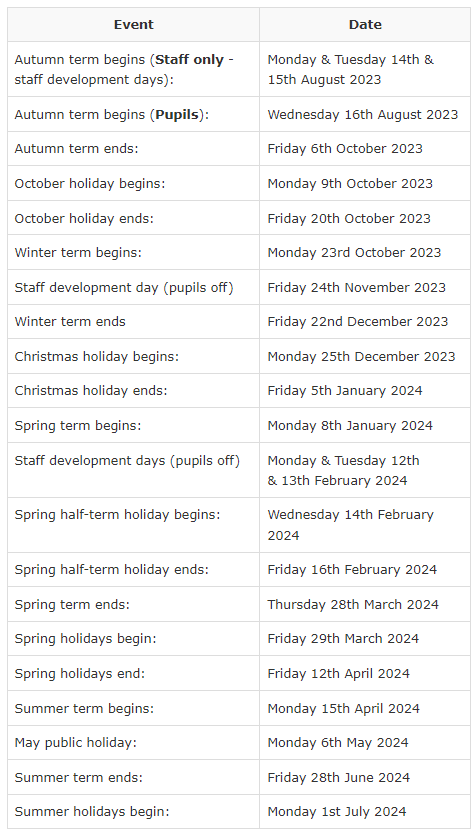 Event Date
Autumn term begins (Staff only - Monday & Tuesday 14th &
staff development days): 15th August 2023
Autumn term begins (Pupils): Wednesday 16th August 2023
Autumn term ends: Friday 6th October 2023
October holiday begins: Monday 9th October 2023
October holiday ends: Friday 20th October 2023
Winter term begins: Monday 23rd October 2023
Staff development day (pupils off) Friday 24th November 2023
Winter term ends Friday 22nd December 2023
Christmas holiday begins: Monday 25th December 2023
Christmas holiday ends: Friday 5th January 2024
Spring term begins: Monday 8th January 2024
Staff development days (pupils off) Monday & Tuesday 12th
& 13th February 2024
Spring half-term holiday begins: Wednesday 14th February
2024
Spring half-term holiday ends: Friday 16th February 2024
Spring term ends: Thursday 28th March 2024
Spring holidays begin: Friday 29th March 2024
Spring holidays end: Friday 12th April 2024
Summer term begins: Monday 15th April 2024
May public holiday: Monday 6th May 2024
Summer term ends: Friday 28th June 2024
Summer holidays begin: Monday 1st July 2024